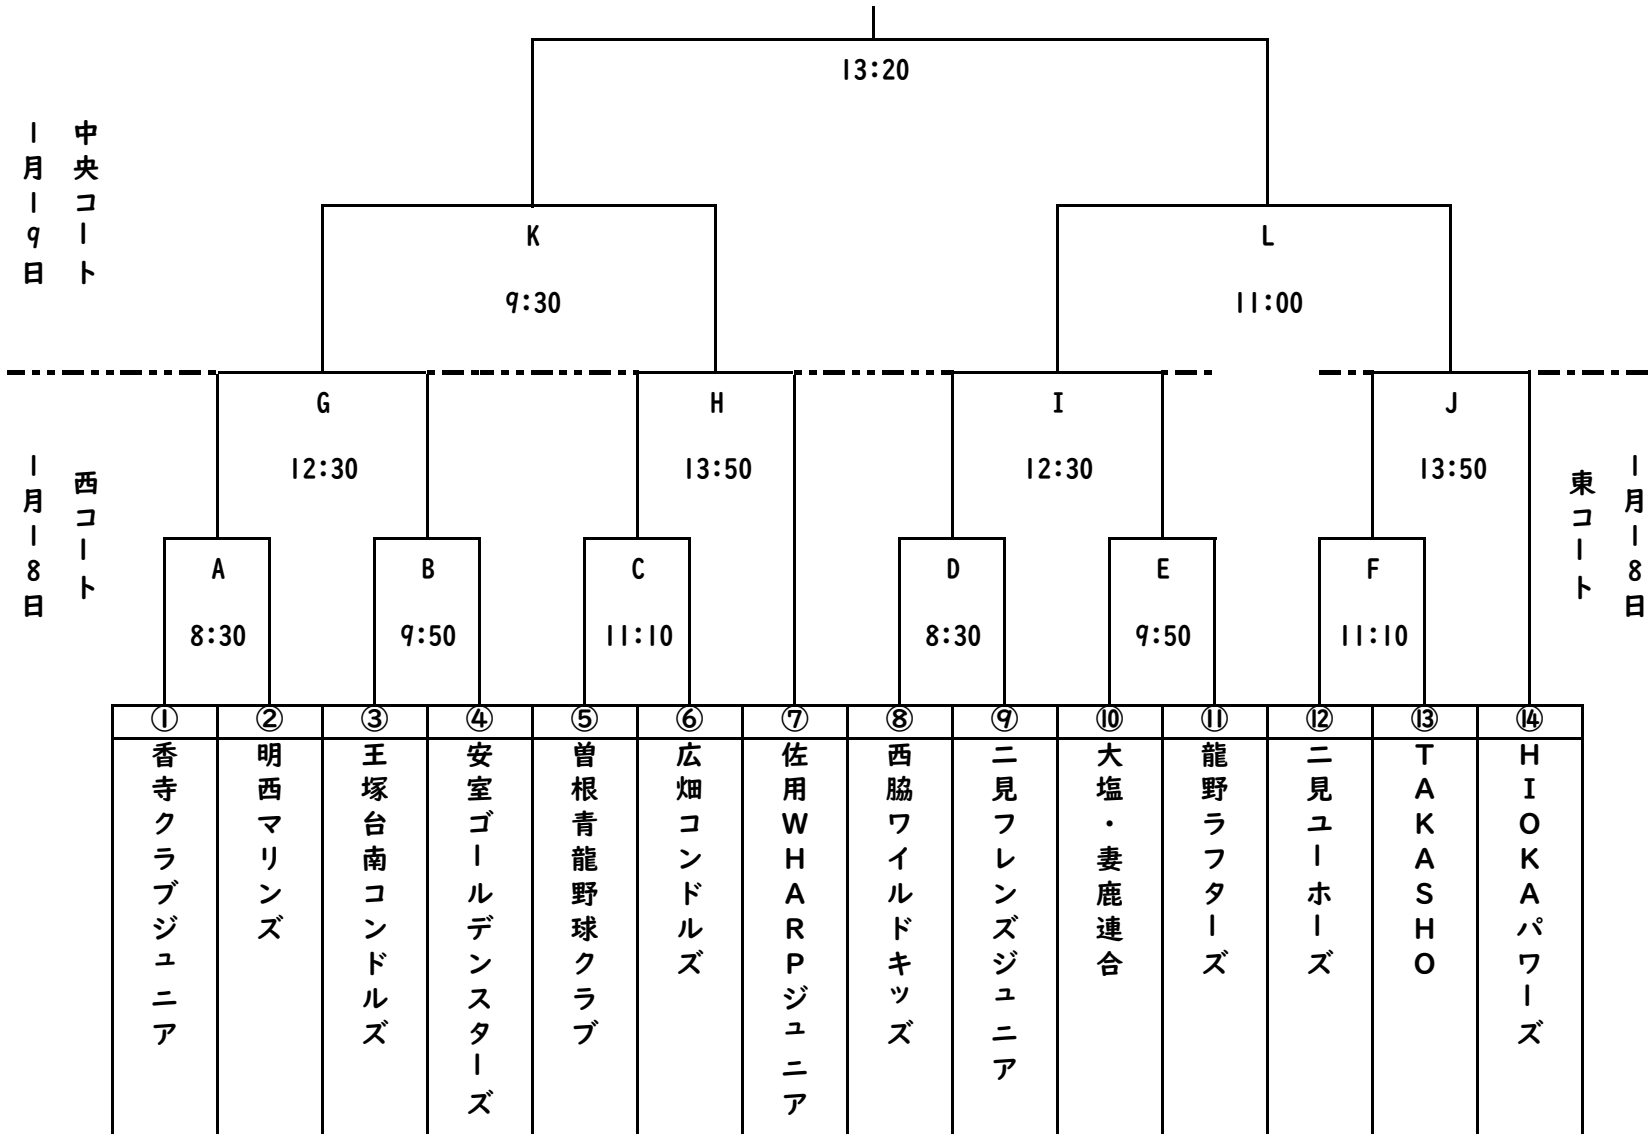 13:20
1月19日
中央コート
K
L
9:30
11:00
G
H
I
J
12:30
13:50
12:30
13:50
1月18日
西コート
東コート
1月18日
A
B
C
D
E
F
8:30
9:50
11:10
8:30
9:50
11:10
①
②
③
④
⑤
⑥
⑦
⑧
⑨
⑩
⑪
⑫
⑬
⑭
香寺クラブジュニア
明西マリンズ
王塚台南コンドルズ
安室ゴールデンスターズ
曽根青龍野球クラブ
広畑コンドルズ
佐用WHARPジュニア
西脇ワイルドキッズ
二見フレンズジュニア
大塩・妻鹿連合
龍野ラフターズ
二見ユーホーズ
TAKASHO
HIOKAパワーズ